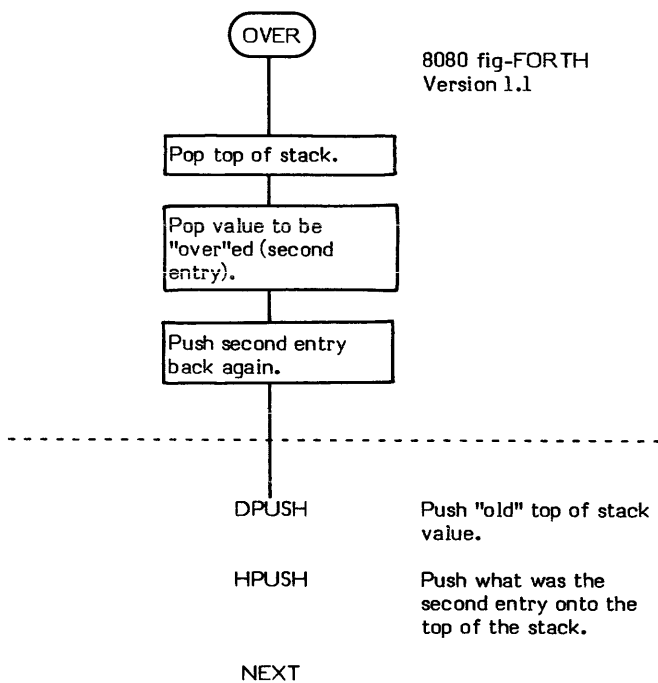 OVER
8080 fig-FORTH
Version 1.1
Pop top of stack.
Pop value to be
"over"ed (second
entry).
Push second entry
back again.
DPUSH
Push "old" top of stack
value.
HPUSH
Push what was the
second entry onto the
top of the stack.
NEXT